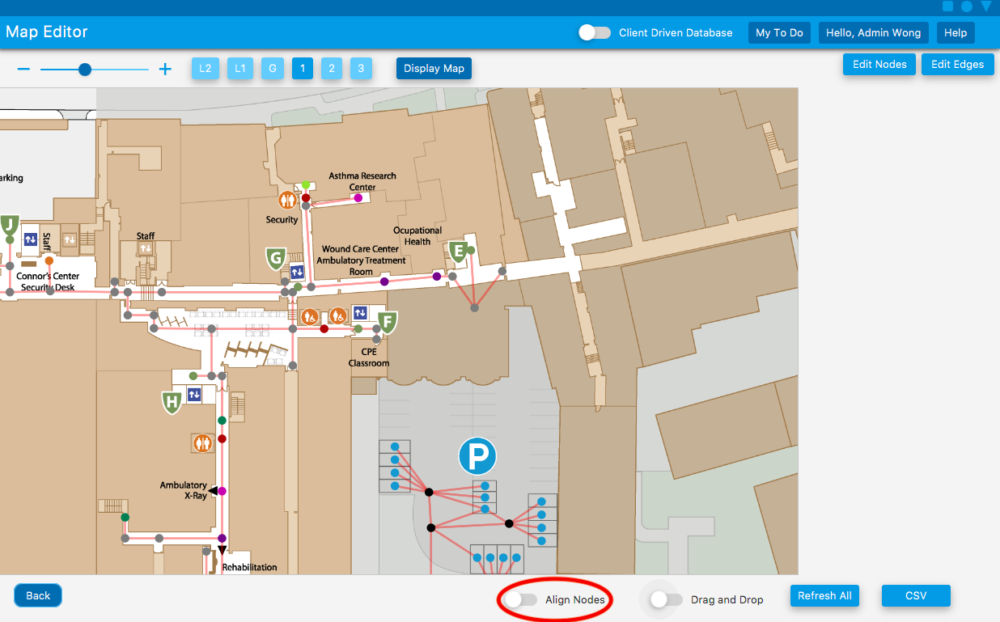 Map Editor
Client Driven Database
My To Do
Hello, Admin Wong
Help
L2
L1
G
1
2
3
Display Map
Edit Nodes
Edit Edges
arking
Asthma Research
Center
Security
J
Staff
Staff
Ocupational
Health
G
Wound Care Center
Ambulatory Treatment
Room
E
Connor's Center
Security Desk
F
CPE
Classroom
H
P
Ambulatory
X-Ray
Rehabilitation
Back
Align Nodes
Drag and Drop
Refresh All
CSV